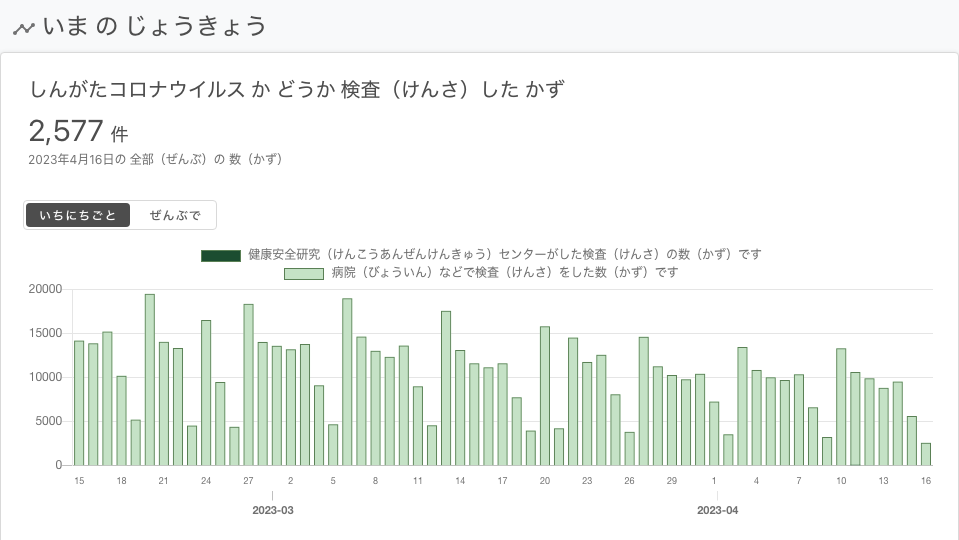 いま の じょうきょう
しんがたコロナウイルス か どうか 検査（けんさ）した かず
2,577 件
2023年4月16日の 全部（ぜんぶ）の 数（かず）
いちにちごと ぜんぶで
健康安全研究（けんこうあんぜんけんきゅう）センターがした検査（けんさ）の数（かず）です
病院（びょういん）などで検査（けんさ）をした数（かず）です
20000
15000
10000
5000
0
15 18 21 24 27 2 5 8 11 14 17 20 23 26 29 1 4 7 10 13 16
2023-03 2023-04